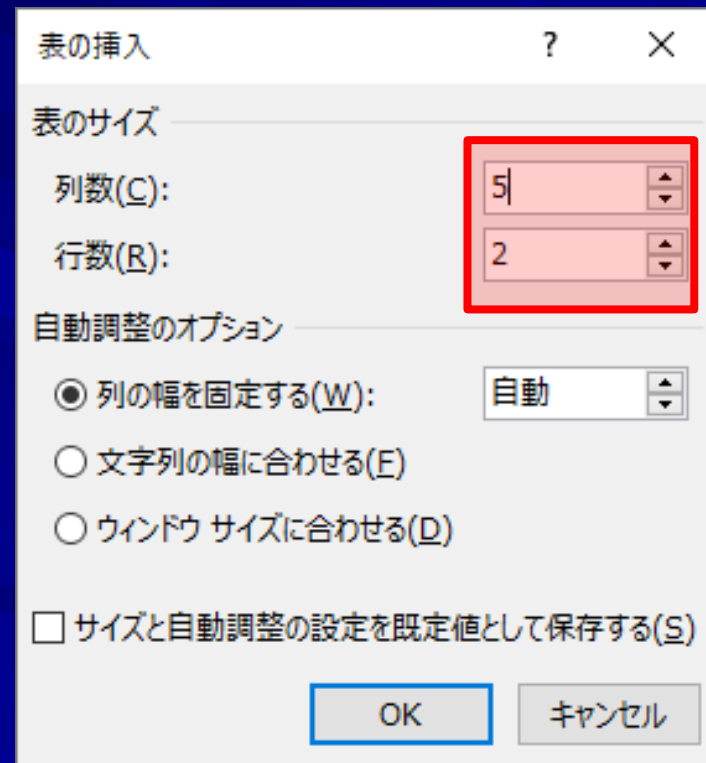 表の挿入 ?
表のサイズ
列数(C): 5
行数(R): 2
自動調整のオプション
列の幅を固定する(W): 自動
文字列の幅に合わせる(F)
ウィンドウ サイズに合わせる(D)
サイズと自動調整の設定を既定値として保存する(S)
OK キャンセル